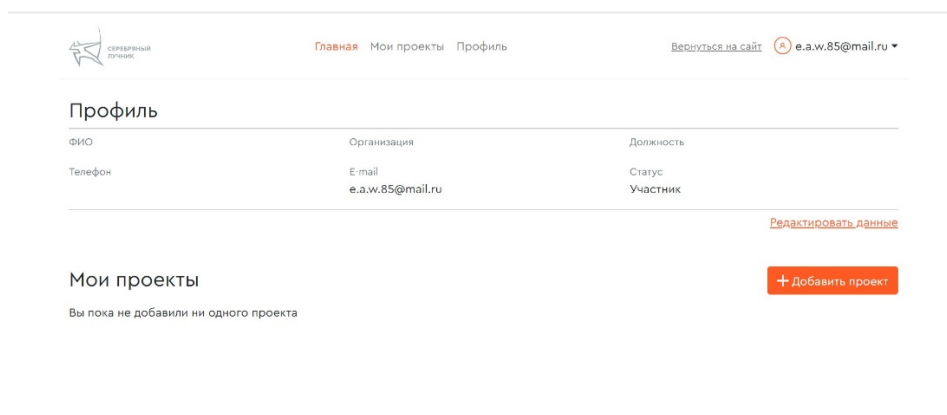 СЕРЕБРЯНЫЙ
ЛУЧНИК
Главная Мои проекты Профиль
Вернуться на сайт e.a.w.85@mail.ru
Профиль
ФИО Организация Должность
Телефон E-mail Статус
e.a.w.85@mail.ru Участник
Редактировать данные
Мои проекты + Добавить проект
Вы пока не добавили ни одного проекта